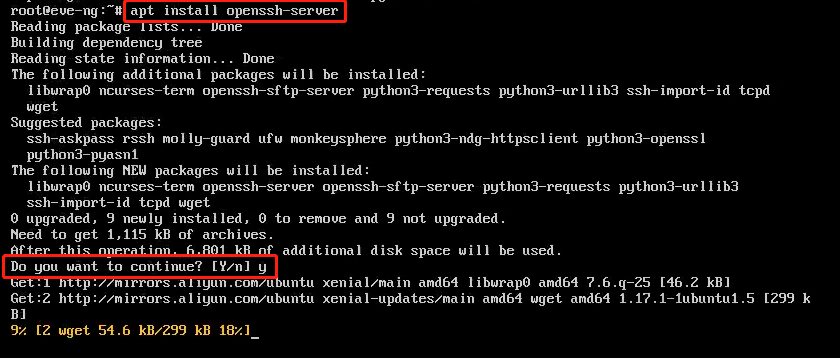 root@eve-ng:~# apt install openssh-server
Reading package lists... Done
Building dependency tree
Reading state information... Done
The following additional packages will be installed:
  libwrap0 ncurses-term openssh-sftp-server python3-requests python3-urllib3 ssh-import-id tcpd
  wget
Suggested packages:
  ssh-askpass rssh molly-guard ufw monkeysphere python3-ndg-httpsclient python3-openssl
  python3-pyasn1
The following NEW packages will be installed:
  libwrap0 ncurses-term openssh-server openssh-sftp-server python3-requests python3-urllib3
  ssh-import-id tcpd wget
0 upgraded, 9 newly installed, 0 to remove and 9 not upgraded.
Need to get 1,115 kB of archives.
After this operation, 6,801 kB of additional disk space will be used.
Do you want to continue? [Y/n] y
Get:1 http://mirrors.aliyun.com/ubuntu xenial/main amd64 libwrap0 amd64 7.6.q-25 [46.2 kB]
Get:2 http://mirrors.aliyun.com/ubuntu xenial-updates/main amd64 wget amd64 1.17.1-1ubuntu1.5 [299 k
B]
9% [2 wget 54.6 kB/299 kB 18%]_